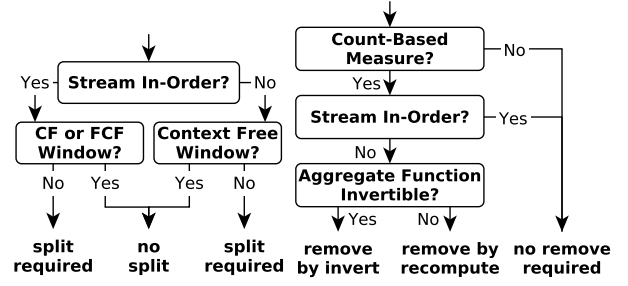 Stream In-Order?
Yes
No
CF or FCF
Window?
Context Free
Window?
No
Yes
Yes
No
split
required
no
split
split
required
Count-Based
Measure?
No
Yes
Stream In-Order?
Yes
No
Aggregate Function
Invertible?
Yes
No
remove
by invert
remove by
recompute
no remove
required